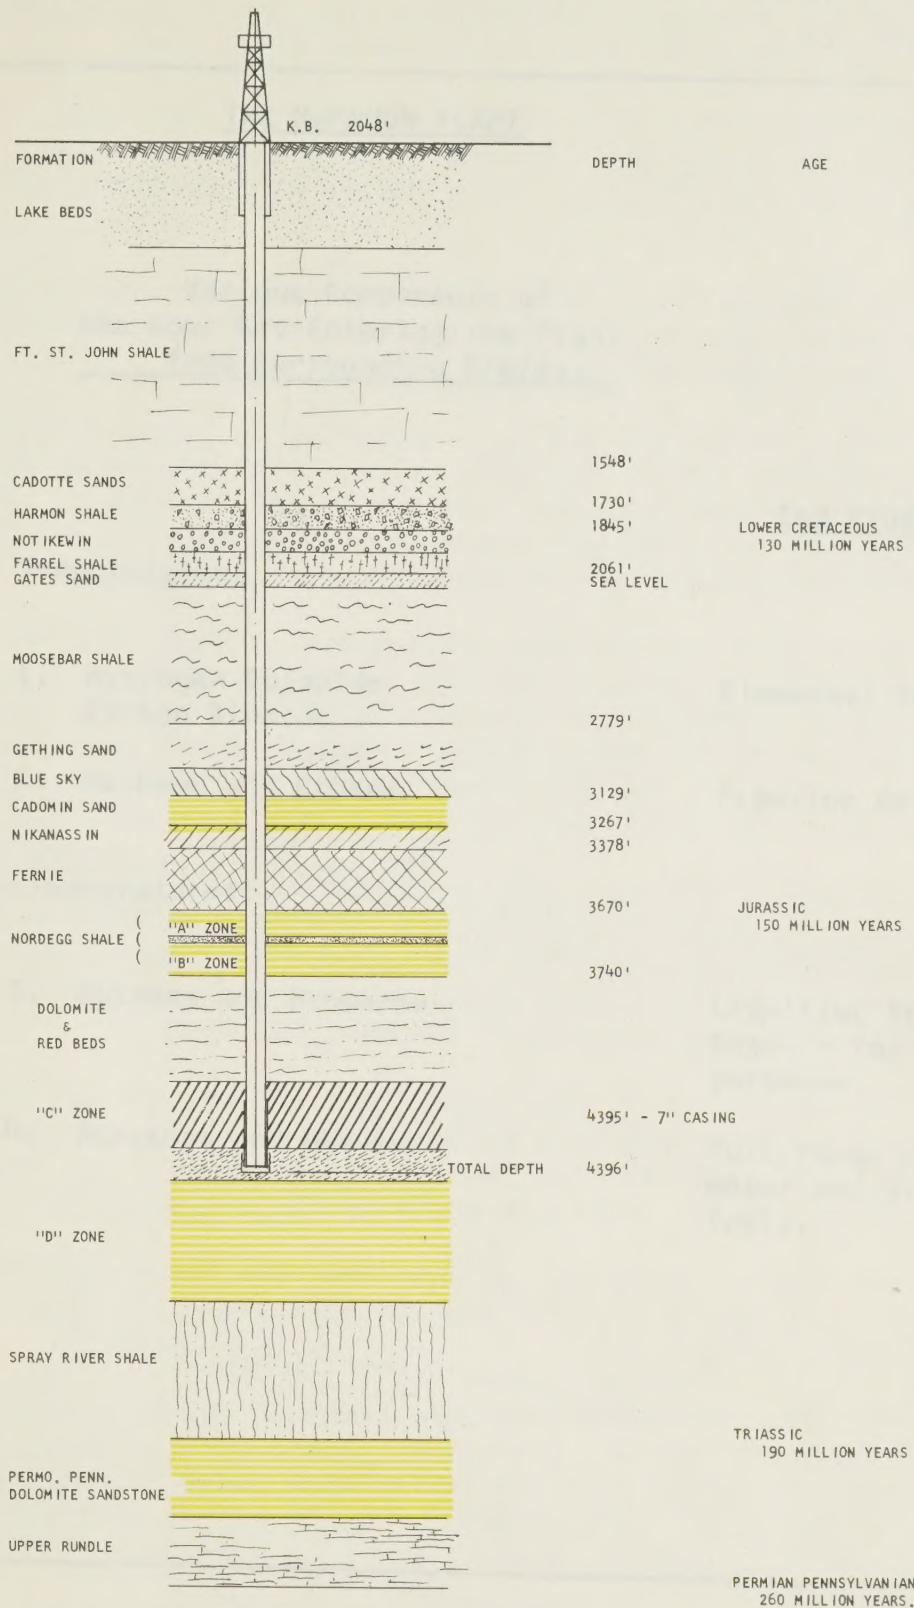 K.B. 2048'
FORMATION DEPTH AGE
LAKE BEDS
FT. ST. JOHN SHALE
1548'
CADOTTE SANDS
1730'
HARMON SHALE
1845' LOWER CRETACEOUS
NOTIKEWIN 130 MILLION YEARS
FARREL SHALE 2061'
GATES SAND SEA LEVEL
MOOSEBAR SHALE
2779'
GETHING SAND
BLUE SKY
3129'
CADOMIN SAND
3267'
NIKANASSIN
3378'
FERNIE
3670' JURASSIC
"A" ZONE 150 MILLION YEARS
NORDEGG SHALE
"B" ZONE
3740'
DOLOMITE
&
RED BEDS
"C" ZONE 4395' - 7" CASING
TOTAL DEPTH 4396'
"D" ZONE
SPRAY RIVER SHALE
TRIASSIC
190 MILLION YEARS
PERMO. PENN.
DOLOMITE SANDSTONE
UPPER RUNDLE
PERMIAN PENNSYLVANIAN
260 MILLION YEARS.